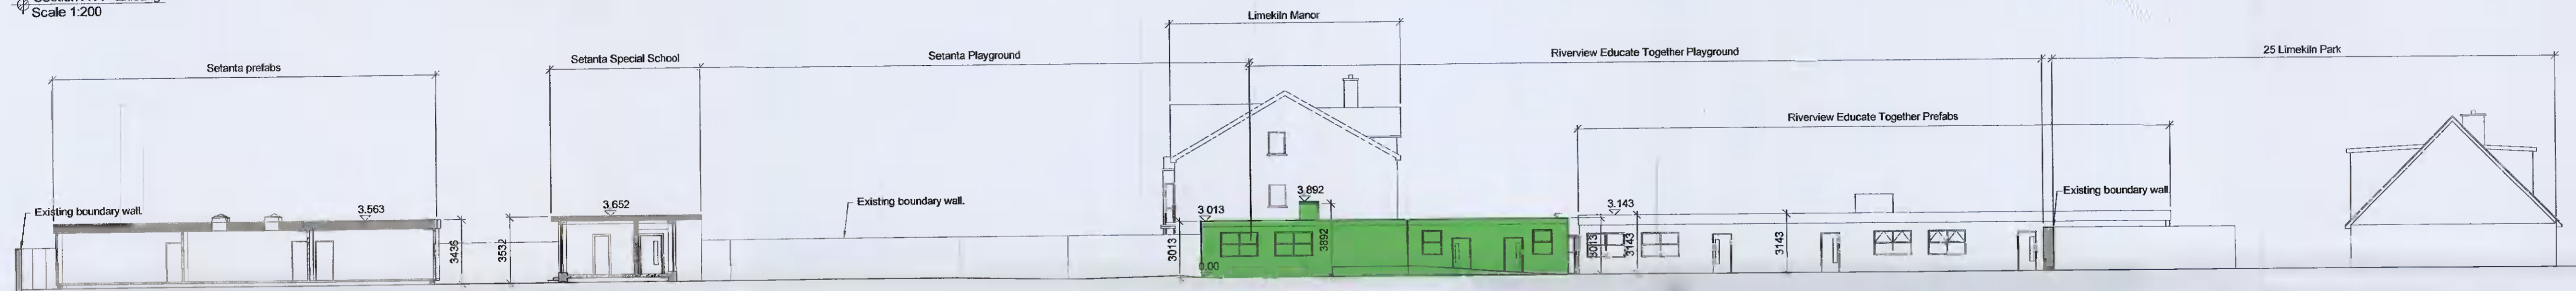 Scale 1:200
Limekiln Manor
Setanta prefabs
Setanta Special School
Setanta Playground
Riverview Educate Together Playground
25 Limekiln Park
Riverview Educate Together Prefabs
Existing boundary wall.
3.563
3.652
Existing boundary wall.
3.013
3.892
3.143
Existing boundary wall.
3436
3532
3013
0.00
3892
3013
3143
3143